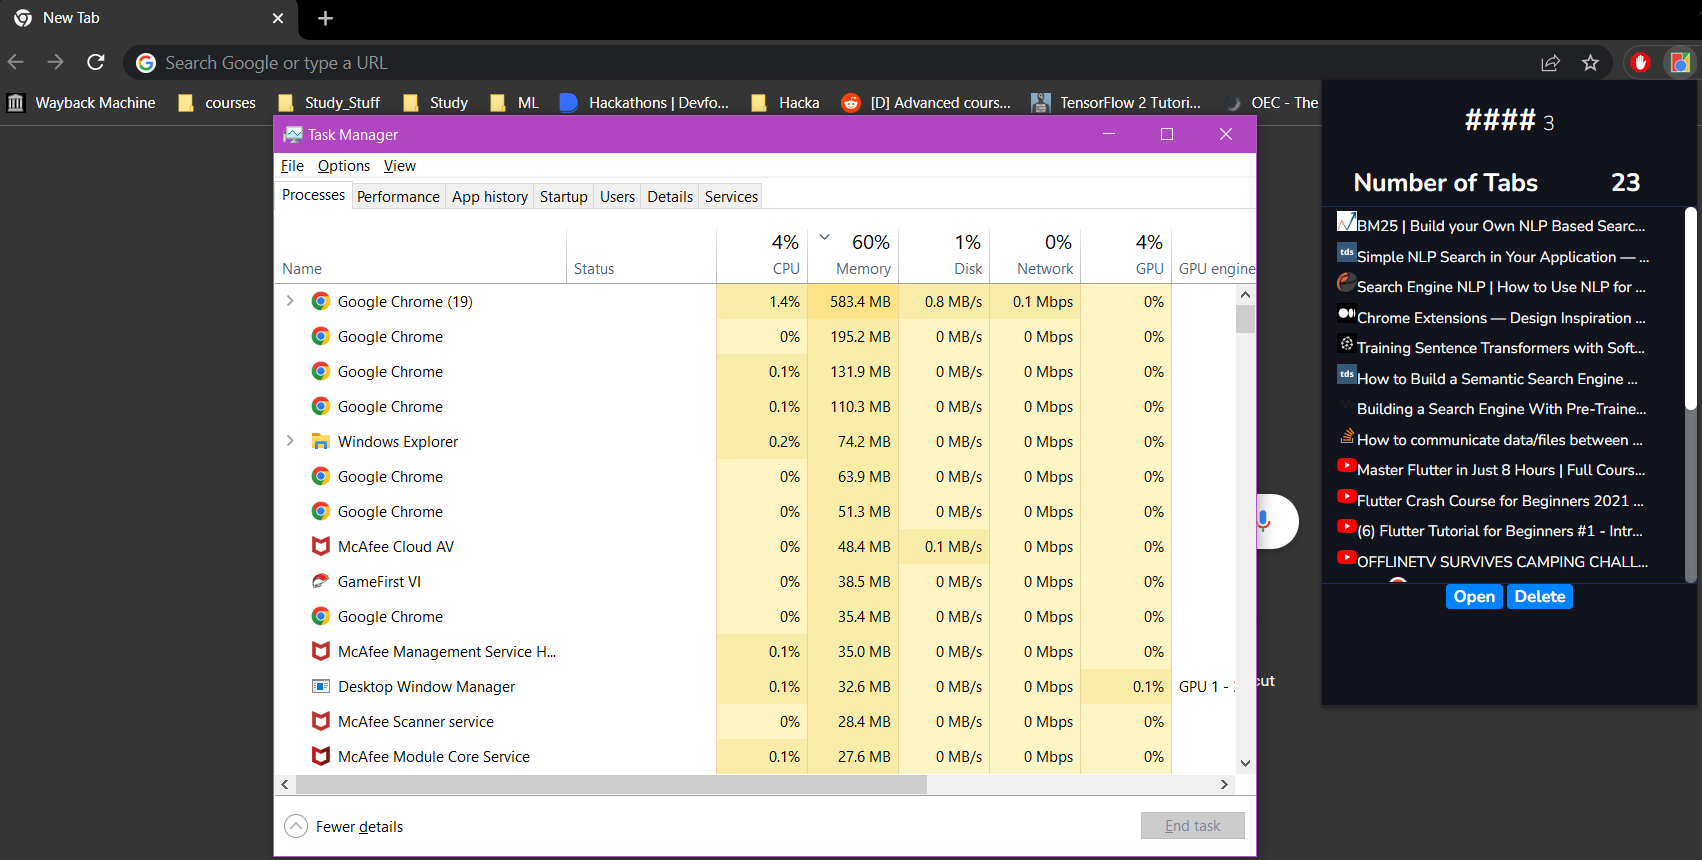 New Tab
Search Google or type a URL
Wayback Machine courses Study_Stuff Study ML Hackathons | Devfo... Hacka [D] Advanced cours... TensorFlow 2 Tutori... OEC - The
Task Manager
File Options View
Processes Performance App history Startup Users Details Services
4% 60% 1% 0% 4%
Name Status CPU Memory Disk Network GPU GPU engine
Google Chrome (19) 1.4% 583.4 MB 0.8 MB/s 0.1 Mbps 0%
Google Chrome 0% 195.2 MB 0 MB/s 0 Mbps 0%
Google Chrome 0.1% 131.9 MB 0 MB/s 0 Mbps 0%
Google Chrome 0.1% 110.3 MB 0 MB/s 0 Mbps 0%
Windows Explorer 0.2% 74.2 MB 0 MB/s 0 Mbps 0%
Google Chrome 0% 63.9 MB 0 MB/s 0 Mbps 0%
Google Chrome 0% 51.3 MB 0 MB/s 0 Mbps 0%
McAfee Cloud AV 0% 48.4 MB 0.1 MB/s 0 Mbps 0%
GameFirst VI 0% 38.5 MB 0 MB/s 0 Mbps 0%
Google Chrome 0% 35.4 MB 0 MB/s 0 Mbps 0%
McAfee Management Service H... 0.1% 35.0 MB 0 MB/s 0 Mbps 0%
Desktop Window Manager 0.1% 32.6 MB 0 MB/s 0 Mbps 0.1% GPU 1 -
McAfee Scanner service 0% 28.4 MB 0 MB/s 0 Mbps 0%
McAfee Module Core Service 0.1% 27.6 MB 0 MB/s 0 Mbps 0%
Fewer details End task
cut
#### 3
Number of Tabs 23
BM25 | Build your Own NLP Based Searc...
tds Simple NLP Search in Your Application — ...
Search Engine NLP | How to Use NLP for ...
Chrome Extensions — Design Inspiration ...
Training Sentence Transformers with Soft...
tds How to Build a Semantic Search Engine ...
Building a Search Engine With Pre-Traine...
How to communicate data/files between ...
Master Flutter in Just 8 Hours | Full Cours...
Flutter Crash Course for Beginners 2021 ...
(6) Flutter Tutorial for Beginners #1 - Intr...
OFFLINETV SURVIVES CAMPING CHALL...
Open Delete